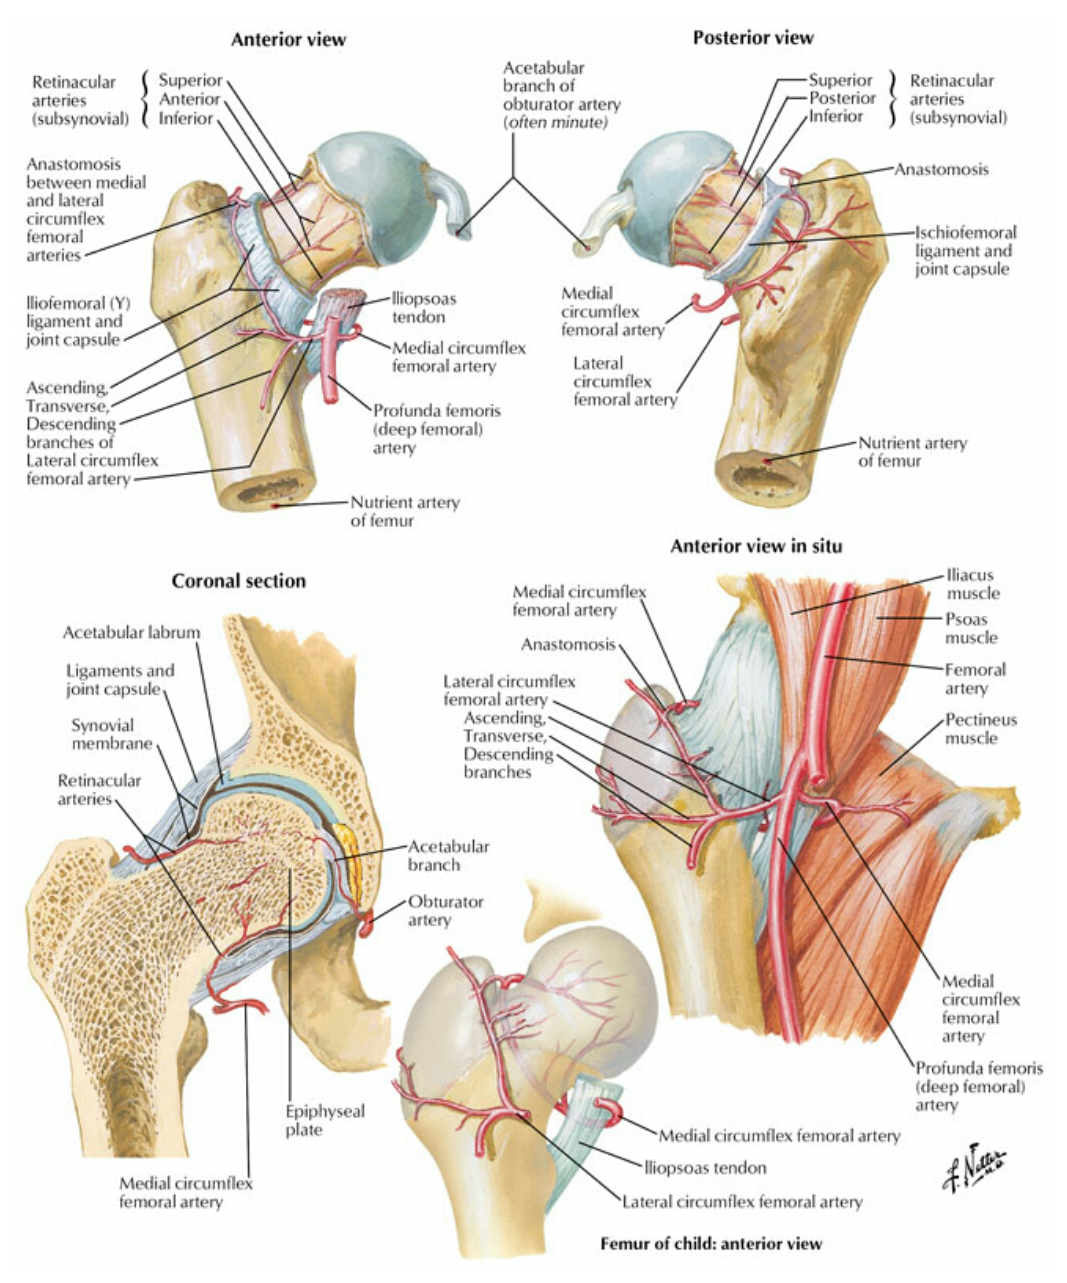 Anterior view
Retinacular
arteries
(subsynovial)
Superior
Anterior
Inferior
Anastomosis
between medial
and lateral
circumflex
femoral
arteries
Iliofemoral (Y)
ligament and
joint capsule
Ascending,
Transverse,
Descending
branches of
Lateral circumflex
femoral artery
Iliopsoas
tendon
Medial circumflex
femoral artery
Profunda femoris
(deep femoral)
artery
Nutrient artery
of femur
Acetabular
branch of
obturator artery
(often minute)
Posterior view
Superior
Posterior
Inferior
Retinacular
arteries
(subsynovial)
Anastomosis
Ischiofemoral
ligament and
joint capsule
Medial
circumflex
femoral artery
Lateral
circumflex
femoral artery
Nutrient artery
of femur
Coronal section
Acetabular labrum
Ligaments and
joint capsule
Synovial
membrane
Retinacular
arteries
Acetabular
branch
Obturator
artery
Epiphyseal
plate
Medial circumflex
femoral artery
Anterior view in situ
Medial circumflex
femoral artery
Anastomosis
Lateral circumflex
femoral artery
Ascending,
Transverse,
Descending
branches
Iliacus
muscle
Psoas
muscle
Femoral
artery
Pectineus
muscle
Medial
circumflex
femoral
artery
Profunda femoris
(deep femoral)
artery
Medial circumflex femoral artery
Iliopsoas tendon
Lateral circumflex femoral artery
Femur of child: anterior view
F. Netter M.D.